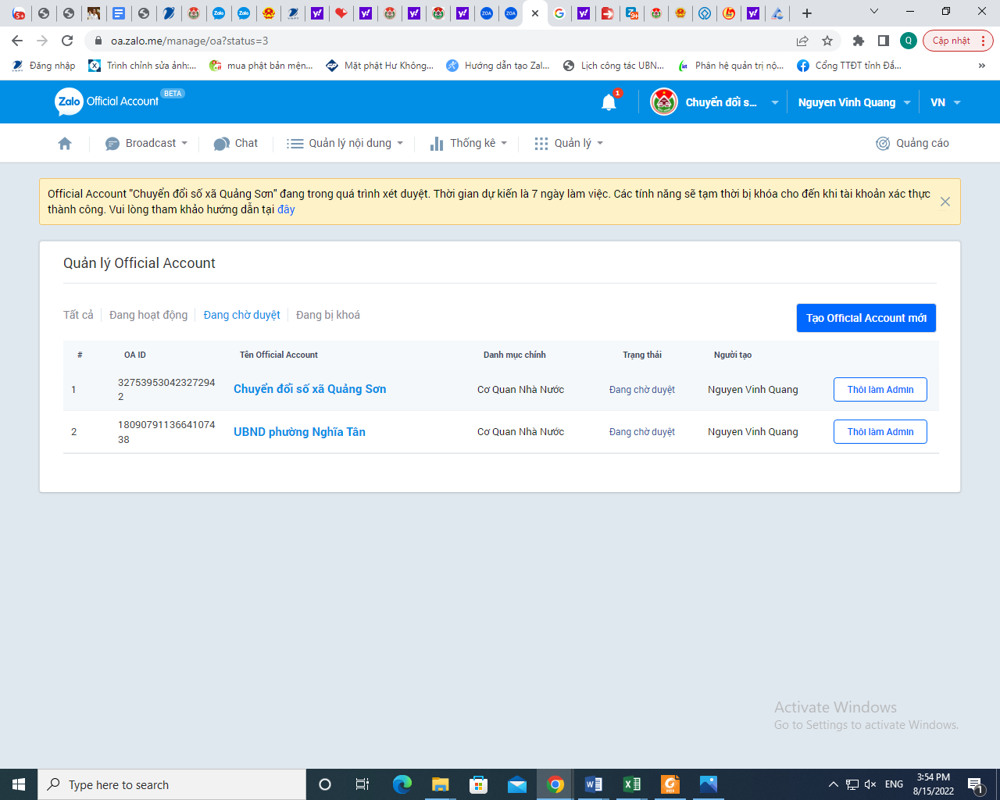 oa.zalo.me/manage/oa?status=3
Cập nhật
Đăng nhập
Trình chỉnh sửa ảnh:...
mua phật bản mện...
Mặt phật Hư Không...
Hướng dẫn tạo Zal...
Lịch công tác UBN...
Phân hệ quản trị nộ...
Cổng TTĐT tỉnh Đắ...
»
Zalo Official Account BETA
1
Chuyển đổi s...
Nguyen Vinh Quang
VN
Broadcast
Chat
Quản lý nội dung
Thống kê
Quản lý
Quảng cáo
Official Account "Chuyển đổi số xã Quảng Sơn" đang trong quá trình xét duyệt. Thời gian dự kiến là 7 ngày làm việc. Các tính năng sẽ tạm thời bị khóa cho đến khi tài khoản xác thực
thành công. Vui lòng tham khảo hướng dẫn tại đây
Quản lý Official Account
Tất cả
Đang hoạt động
Đang chờ duyệt
Đang bị khoá
Tạo Official Account mới
# OA ID Tên Official Account Danh mục chính Trạng thái Người tạo
1 32753953042327294 Chuyển đổi số xã Quảng Sơn Cơ Quan Nhà Nước Đang chờ duyệt Nguyen Vinh Quang Thôi làm Admin
2
2 18090791136641074 UBND phường Nghĩa Tân Cơ Quan Nhà Nước Đang chờ duyệt Nguyen Vinh Quang Thôi làm Admin
38
Activate Windows
Go to Settings to activate Windows.
Type here to search
ENG
3:54 PM
8/15/2022
1